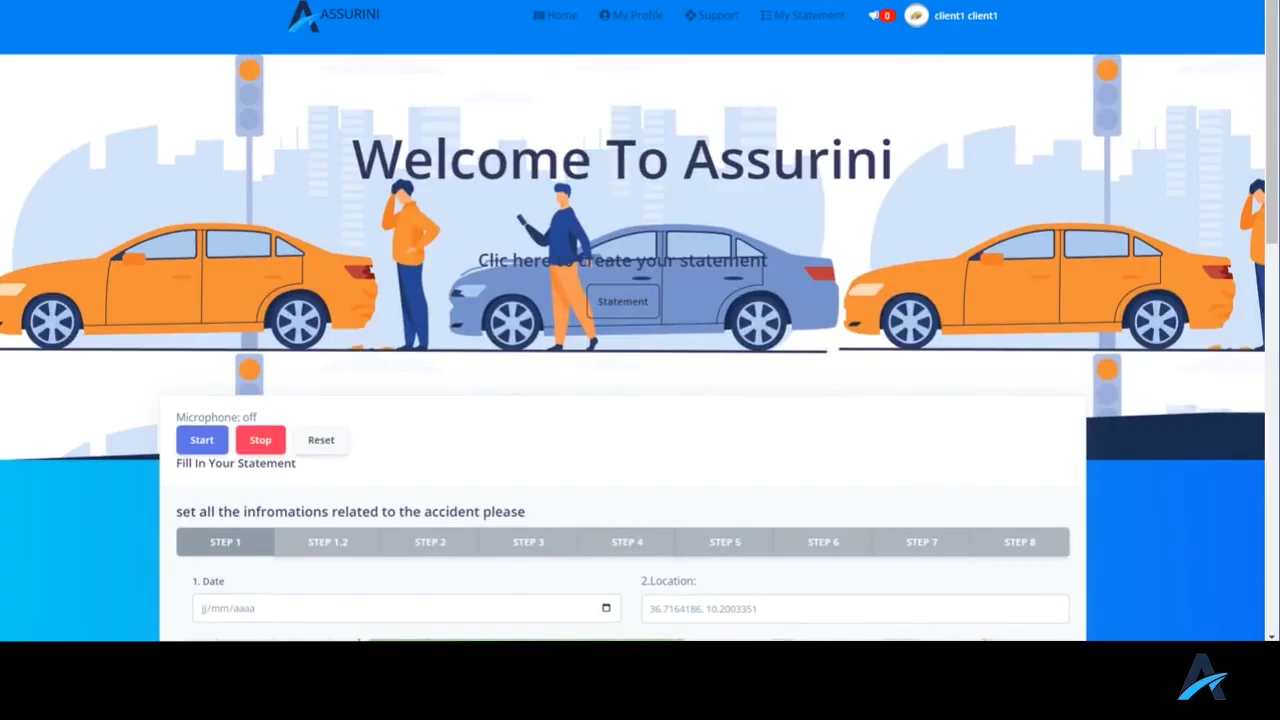 ASSURINI
Home My Profile Support My Statement 0 client1 client1
Welcome To Assurini
Clic here to create your statement
Statement
Microphone: off
Start Stop Reset
Fill In Your Statement
set all the infromations related to the accident please
STEP 1 STEP 1.2 STEP 2 STEP 3 STEP 4 STEP 5 STEP 6 STEP 7 STEP 8
1. Date 2.Location:
jj/mm/aaaa 36.7164186, 10.2003351